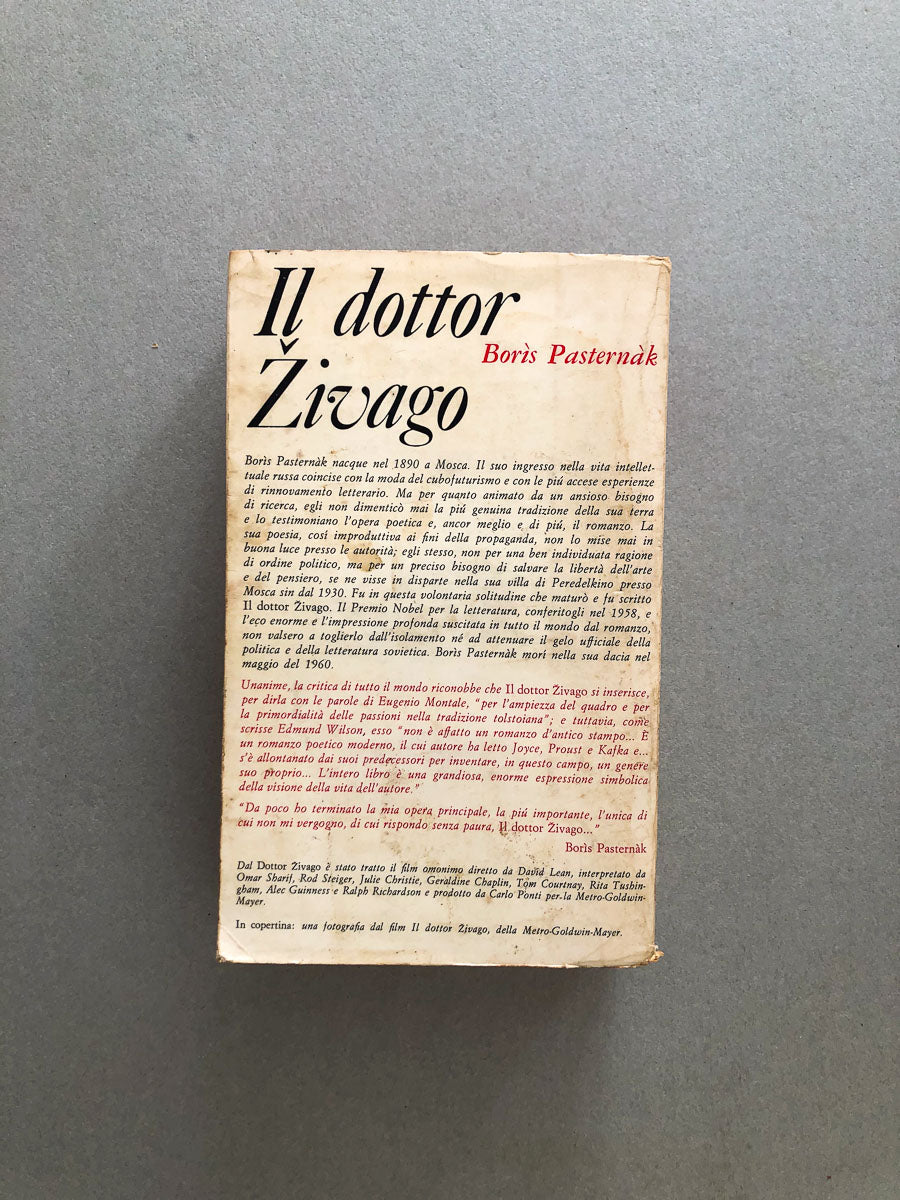 Il dottor
Borìs Pasternàk
Živago
Borìs Pasternàk nacque nel 1890 a Mosca. Il suo ingresso nella vita intellet-
tuale russa coincise con la moda del cubofuturismo e con le piú accese esperienze
di rinnovamento letterario. Ma per quanto animato da un ansioso bisogno
di ricerca, egli non dimenticò mai la piú genuina tradizione della sua terra
e lo testimoniano l'opera poetica e, ancor meglio e di piú, il romanzo. La
sua poesia, cosí improduttiva ai fini della propaganda, non lo mise mai in
buona luce presso le autorità; egli stesso, non per una ben individuata ragione
di ordine politico, ma per un preciso bisogno di salvare la libertà dell'arte
e del pensiero, se ne visse in disparte nella sua villa di Peredelkino presso
Mosca sin dal 1930. Fu in questa volontaria solitudine che maturò e fu scritto
Il dottor Živago. Il Premio Nobel per la letteratura, conferitogli nel 1958, e
l'eco enorme e l'impressione profonda suscitata in tutto il mondo dal romanzo,
non valsero a toglierlo dall'isolamento né ad attenuare il gelo ufficiale della
politica e della letteratura sovietica. Borìs Pasternàk morí nella sua dacia nel
maggio del 1960.
Unanime, la critica di tutto il mondo riconobbe che Il dottor Živago si inserisce,
per dirla con le parole di Eugenio Montale, "per l'ampiezza del quadro e per
la primordialità delle passioni nella tradizione tolstoiana"; e tuttavia, come
scrisse Edmund Wilson, esso "non è affatto un romanzo d'antico stampo... È
un romanzo poetico moderno, il cui autore ha letto Joyce, Proust e Kafka e...
s'è allontanato dai suoi predecessori per inventare, in questo campo, un genere
suo proprio... L'intero libro è una grandiosa, enorme espressione simbolica
della visione della vita dell'autore."
"Da poco ho terminato la mia opera principale, la piú importante, l'unica di
cui non mi vergogno, di cui rispondo senza paura, Il dottor Živago..."
Borìs Pasternàk
Dal Dottor Živago è stato tratto il film omonimo diretto da David Lean, interpretato da
Omar Sharif, Rod Steiger, Julie Christie, Geraldine Chaplin, Tom Courtnay, Rita Tushin-
gham, Alec Guinness e Ralph Richardson e prodotto da Carlo Ponti per la Metro-Goldwin-
Mayer.
In copertina: una fotografia dal film Il dottor Živago, della Metro-Goldwin-Mayer.